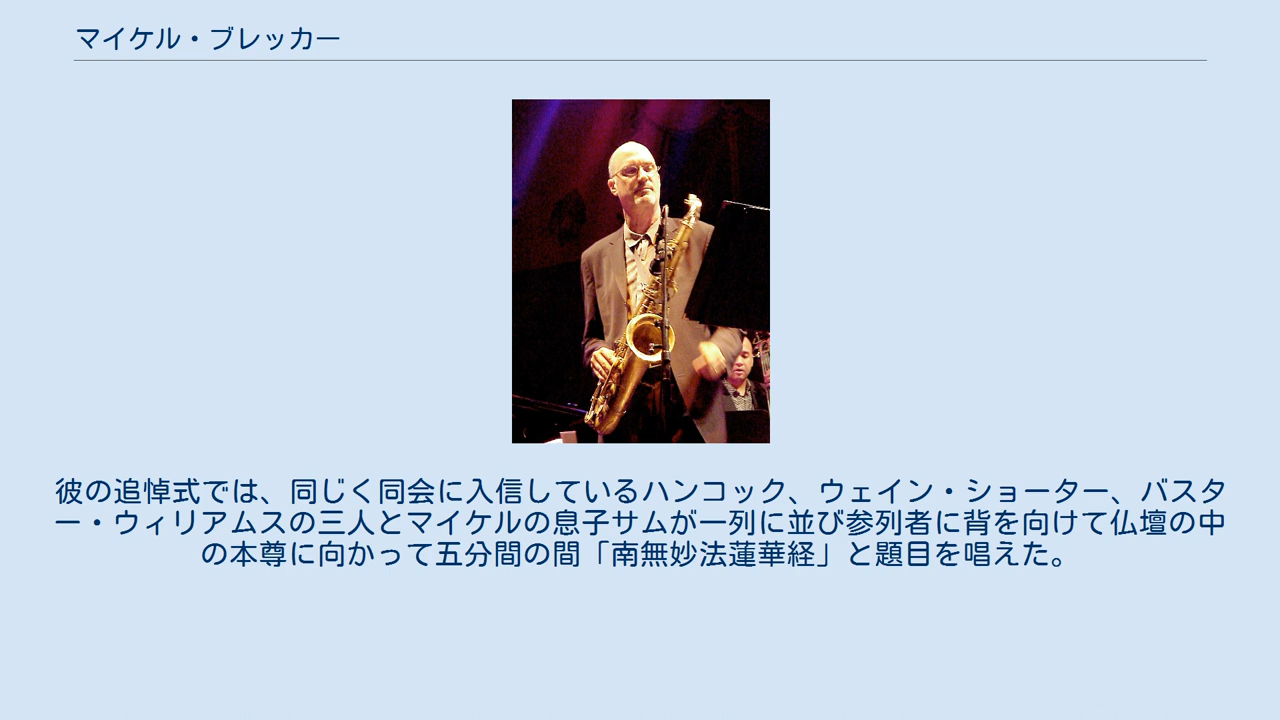 マイケル・ブレッカー
彼の追悼式では、同じく同会に入信しているハンコック、ウェイン・ショーター、バスタ
ー・ウィリアムスの三人とマイケルの息子サムが一列に並び参列者に背を向けて仏壇の中
の本尊に向かって五分間の間「南無妙法蓮華経」と題目を唱えた。